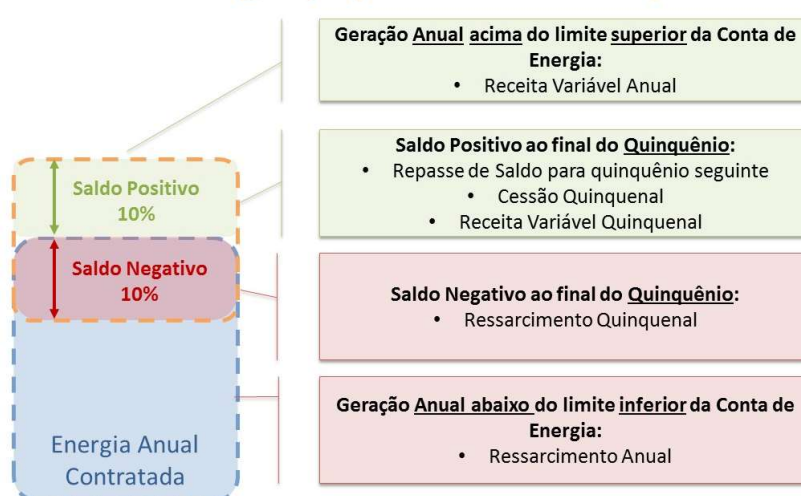 Geração Anual acima do limite superior da Conta de
Energia:
• Receita Variável Anual
Saldo Positivo ao final do Quinquênio:
• Repasse de Saldo para quinquênio seguinte
• Cessão Quinquenal
• Receita Variável Quinquenal
Saldo Positivo
10%
Saldo Negativo
10%
Saldo Negativo ao final do Quinquênio:
• Ressarcimento Quinquenal
Geração Anual abaixo do limite inferior da Conta de
Energia:
• Ressarcimento Anual
Energia Anual
Contratada